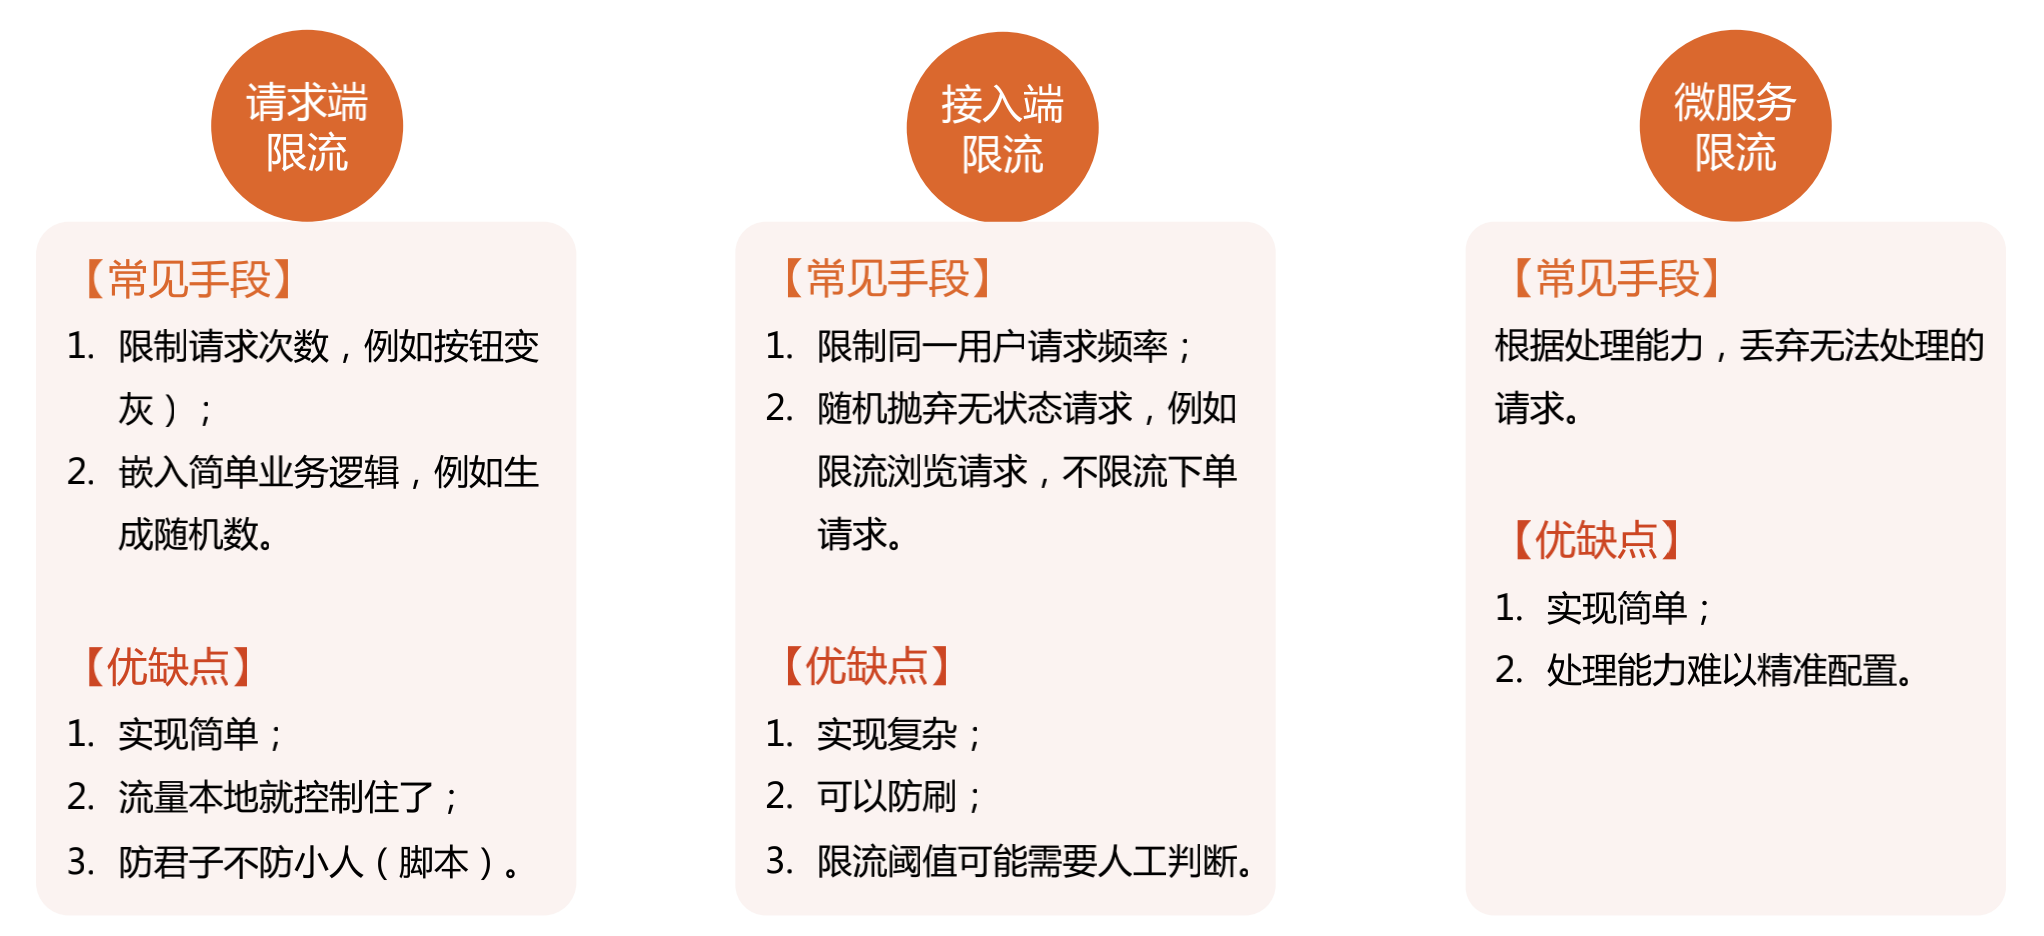 请求端
限流
【常见手段】
1. 限制请求次数，例如按钮变
灰）；
2. 嵌入简单业务逻辑，例如生
成随机数。
【优缺点】
1. 实现简单；
2. 流量本地就控制住了；
3. 防君子不防小人（脚本）。
接入端
限流
【常见手段】
1. 限制同一用户请求频率；
2. 随机抛弃无状态请求，例如
限流浏览请求，不限流下单
请求。
【优缺点】
1. 实现复杂；
2. 可以防刷；
3. 限流阈值可能需要人工判断。
微服务
限流
【常见手段】
根据处理能力，丢弃无法处理的
请求。
【优缺点】
1. 实现简单；
2. 处理能力难以精准配置。